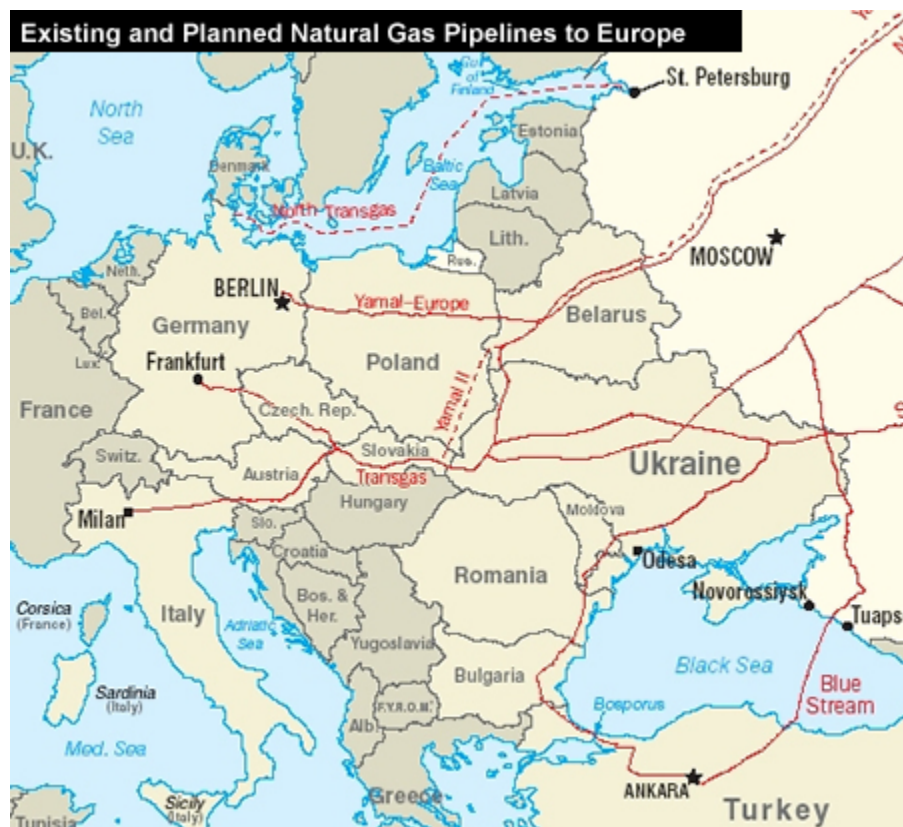 Existing and Planned Natural Gas Pipelines to Europe
North
Sea
Gulf
of
Finland
St. Petersburg
U.K.
Denmark
Estonia
Baltic
Sea
Latvia
North Transgas
Lith.
Rus.
MOSCOW
Neth.
BERLIN
Yamal-Europe
Bel.
Germany
Belarus
Lux.
Frankfurt
Poland
Yamal II
France
Czech. Rep.
Slovakia
Switz.
Austria
Transgas
Ukraine
Hungary
Milan
Moldova
Slo.
Croatia
Odesa
Romania
Bos. &
Her.
Novorossiysk
Corsica
(France)
Italy
Tuaps
Adriatic
Sea
Yugoslavia
Black Sea
Bulgaria
Sardinia
(Italy)
Blue
Stream
F.Y.R.O.M.
Bosporus
Alb.
Med. Sea
ANKARA
Greece
Sicily
(Italy)
Turkey
Tunisia